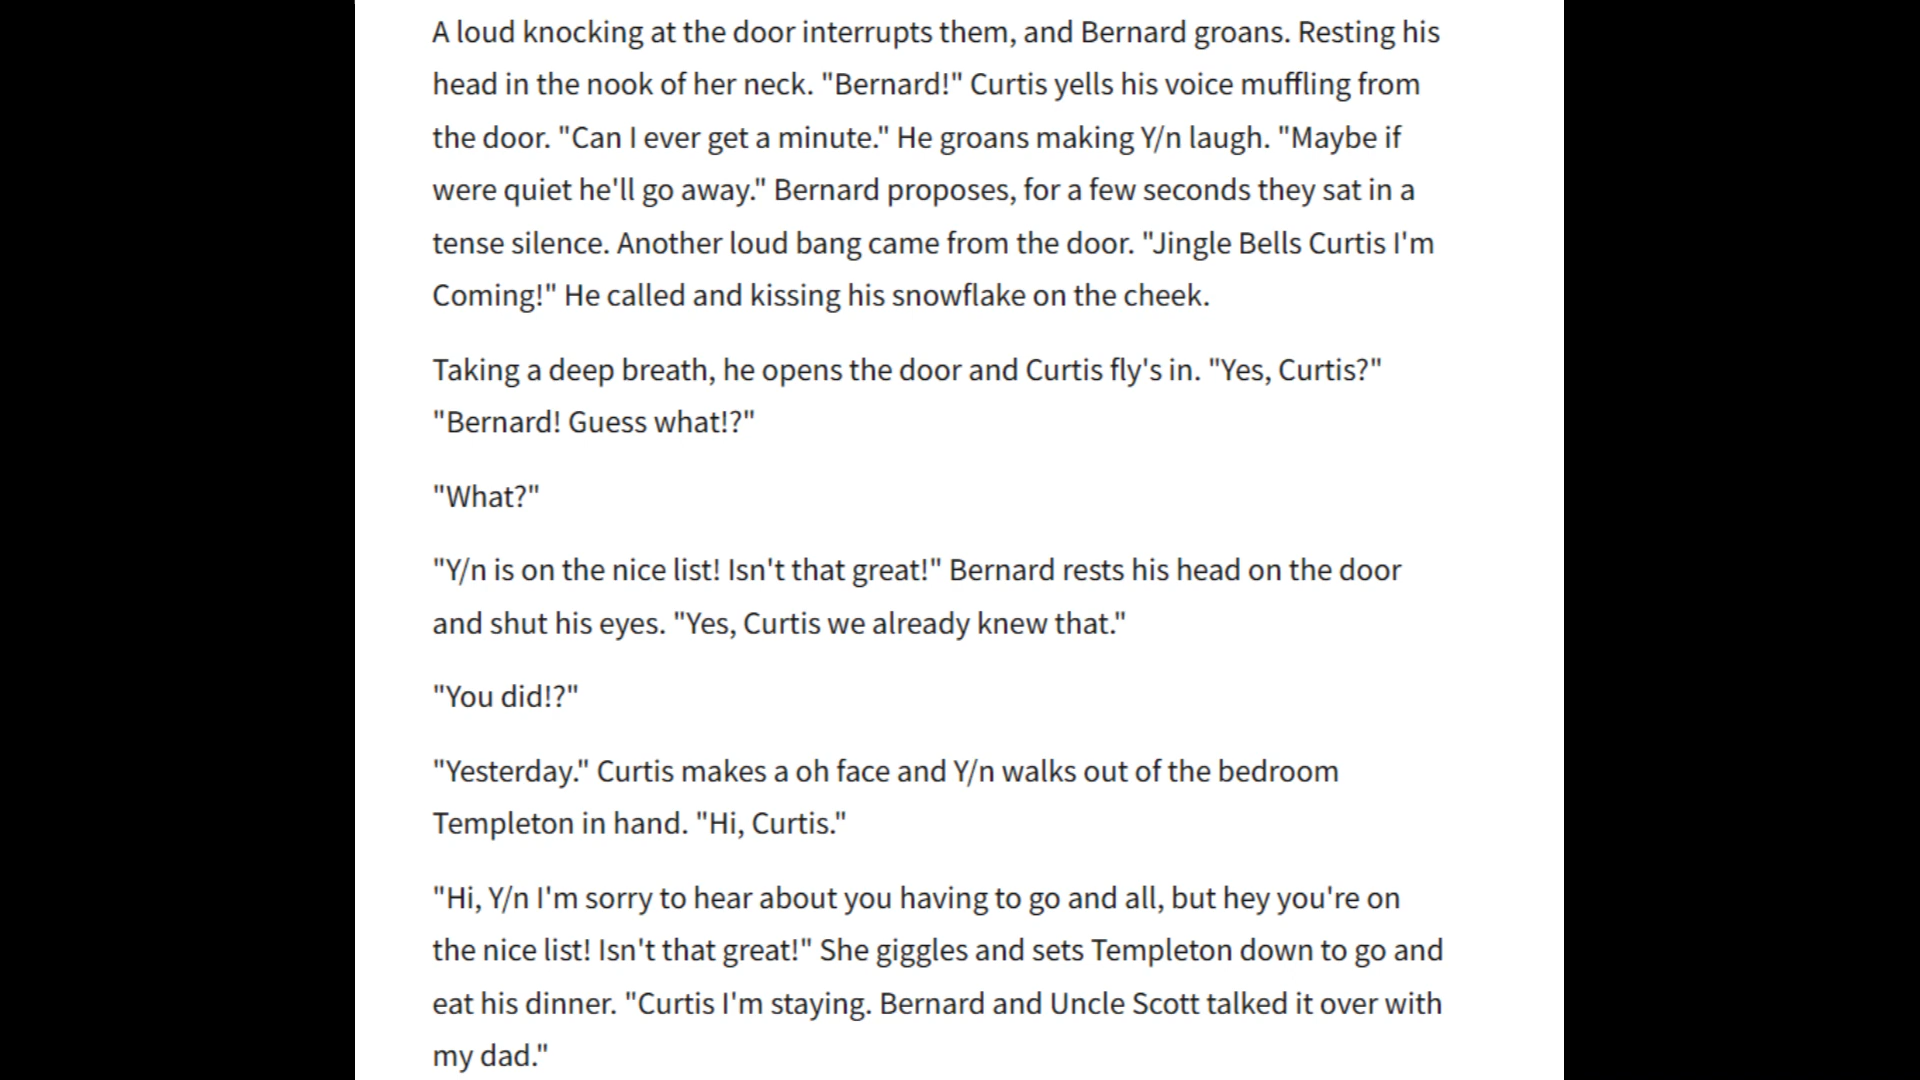 A loud knocking at the door interrupts them, and Bernard groans. Resting his
head in the nook of her neck. "Bernard!" Curtis yells his voice muffling from
the door. "Can I ever get a minute." He groans making Y/n laugh. "Maybe if
were quiet he'll go away." Bernard proposes, for a few seconds they sat in a
tense silence. Another loud bang came from the door. "Jingle Bells Curtis I'm
Coming!" He called and kissing his snowflake on the cheek.
Taking a deep breath, he opens the door and Curtis fly's in. "Yes, Curtis?"
"Bernard! Guess what!?"
"What?"
"Y/n is on the nice list! Isn't that great!" Bernard rests his head on the door
and shut his eyes. "Yes, Curtis we already knew that."
"You did!?"
"Yesterday." Curtis makes a oh face and Y/n walks out of the bedroom
Templeton in hand. "Hi, Curtis."
"Hi, Y/n I'm sorry to hear about you having to go and all, but hey you're on
the nice list! Isn't that great!" She giggles and sets Templeton down to go and
eat his dinner. "Curtis I'm staying. Bernard and Uncle Scott talked it over with
my dad."